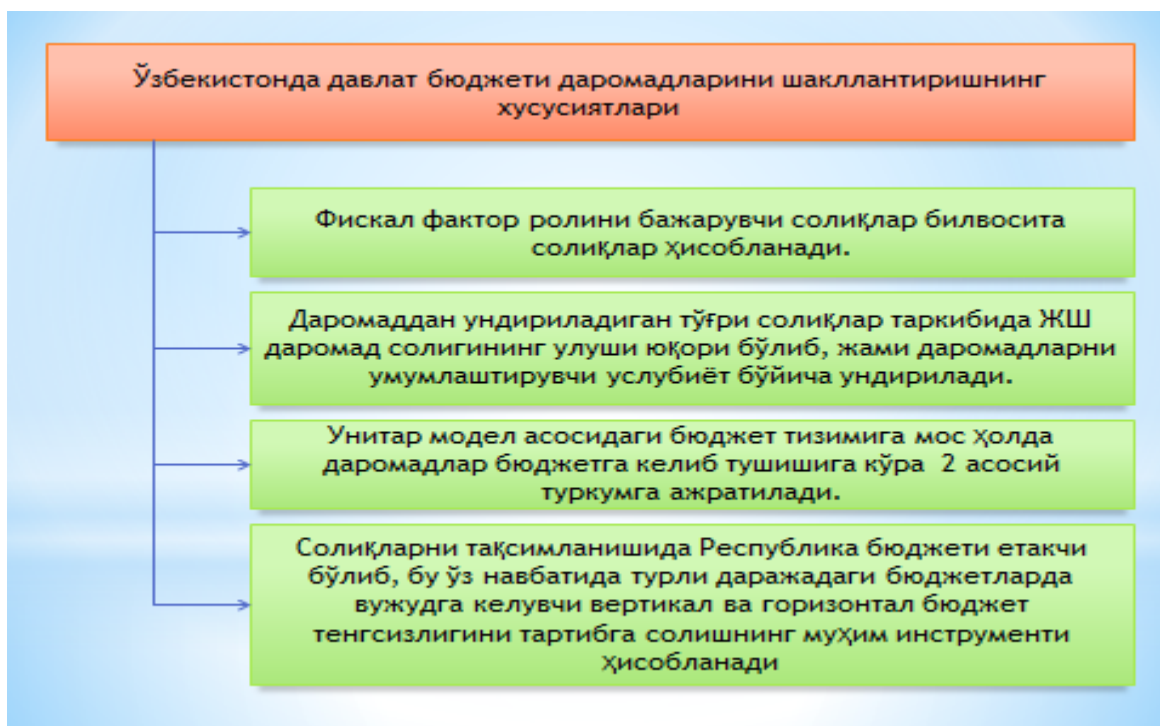 Ўзбекистонда давлат бюджети даромадларини шакллантиришнинг
хусусиятлари
Фискал фактор ролини бажарувчи солиқлар билвосита
солиқлар ҳисобланади.
Даромаддан ундириладиган тўғри солиқлар таркибида ЖШ
даромад солигининг улуши юқори бўлиб, жами даромадларни
умумлаштирувчи услубиёт бўйича ундирилади.
Унитар модел асосидаги бюджет тизимига мос ҳолда
даромадлар бюджетга келиб тушишига кўра 2 асосий
туркумга ажратилади.
Солиқларни тақсимланишида Республика бюджети етакчи
бўлиб, бу ўз навбатида турли даражадаги бюджетларда
вужудга келувчи вертикал ва горизонтал бюджет
тенгсизлигини тартибга солишнинг муҳим инструменти
ҳисобланади